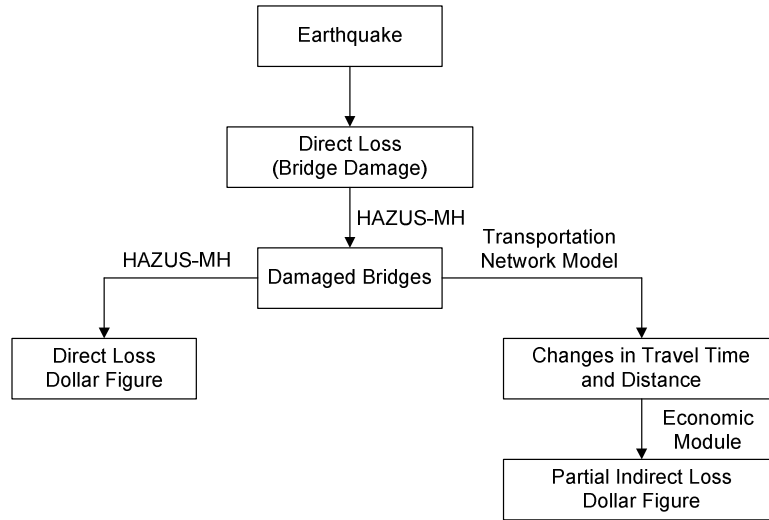 Earthquake
Direct Loss
(Bridge Damage)
HAZUS-MH
Transportation
Network Model
HAZUS-MH
Damaged Bridges
Direct Loss
Dollar Figure
Changes in Travel Time
and Distance
Economic
Module
Partial Indirect Loss
Dollar Figure